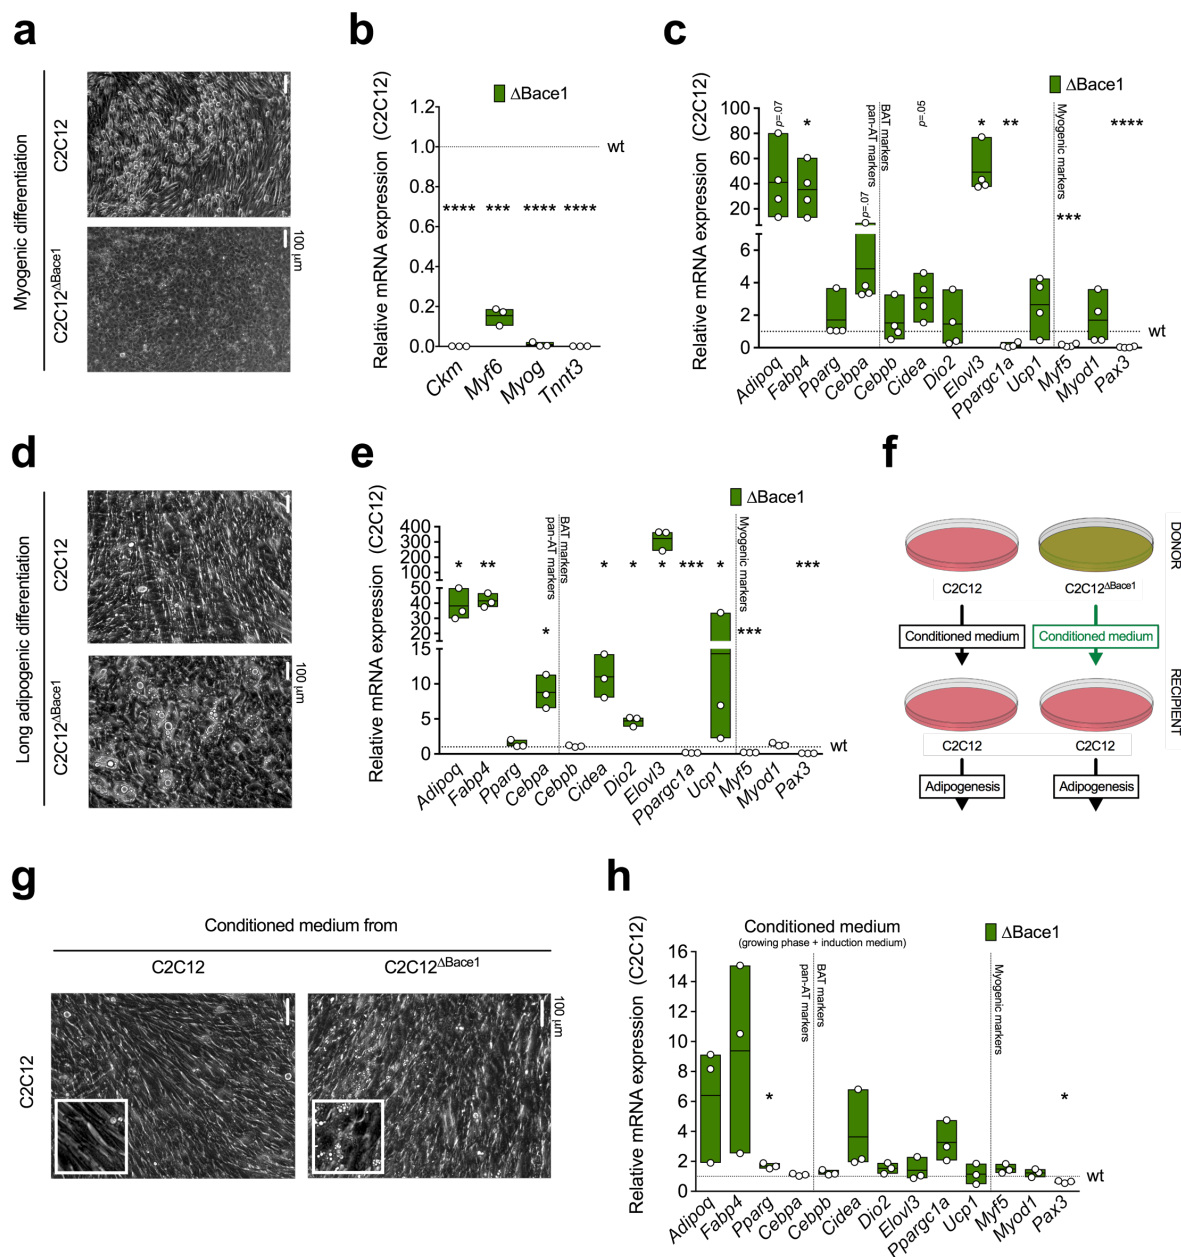 a
Myogenic differentiation
C2C12
C2C12ΔBace1
100 µm
b
Relative mRNA expression (C2C12)
ΔBace1
1.2
1.0
0.8
0.6
0.4
0.2
0.0
wt
**** *** **** ****
Ckm
Myf6
Myog
Tnnt3
c
Relative mRNA expression (C2C12)
ΔBace1
100
80
60
40
20
6
4
2
0
p=.07
*
p=.07
p=.05
*
**
***
****
pan-AT markers
BAT markers
Myogenic markers
wt
Adipoq
Fabp4
Pparg
Cebpa
Cebpb
Cidea
Dio2
Elovl3
Ppargc1a
Ucp1
Myf5
Myod1
Pax3
d
Long adipogenic differentiation
C2C12
C2C12ΔBace1
100 µm
e
Relative mRNA expression (C2C12)
ΔBace1
400
300
200
100
50
40
30
20
15
10
5
0
* ** * * * * *** * *** ***
pan-AT markers
BAT markers
Myogenic markers
wt
Adipoq
Fabp4
Pparg
Cebpa
Cebpb
Cidea
Dio2
Elovl3
Ppargc1a
Ucp1
Myf5
Myod1
Pax3
f
DONOR
C2C12
C2C12ΔBace1
Conditioned medium
Conditioned medium
RECIPIENT
C2C12
C2C12
Adipogenesis
Adipogenesis
g
Conditioned medium from
C2C12
C2C12ΔBace1
C2C12
100 µm
h
Relative mRNA expression (C2C12)
Conditioned medium
(growing phase + induction medium)
ΔBace1
16
14
12
10
8
6
4
2
0
*
*
pan-AT markers
BAT markers
Myogenic markers
wt
Adipoq
Fabp4
Pparg
Cebpa
Cebpb
Cidea
Dio2
Elovl3
Ppargc1a
Ucp1
Myf5
Myod1
Pax3